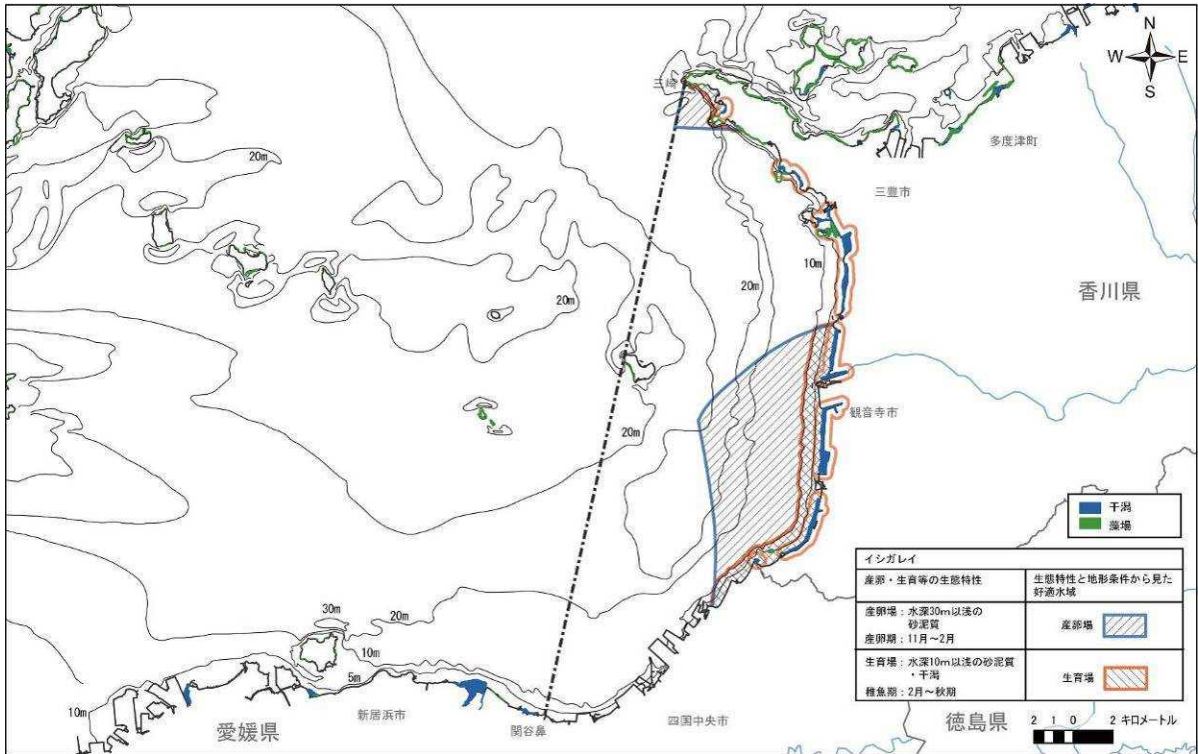 N
W E
S
三崎
多度津町
三豊市
20m
10m
20m
香川県
20m
20m
観音寺市
干潟
藻場
イシガレイ
産卵・生育等の生態特性
生態特性と地形条件から見た
好適水域
産卵場：水深30m以浅の
砂泥質
産卵期：11月～2月
産卵場
生育場：水深10m以浅の砂泥質
・干潟
稚魚期：2月～秋期
生育場
30m
20m
10m
5m
10m
愛媛県
新居浜市
関谷鼻
四国中央市
徳島県
2 1 0 2 キロメートル